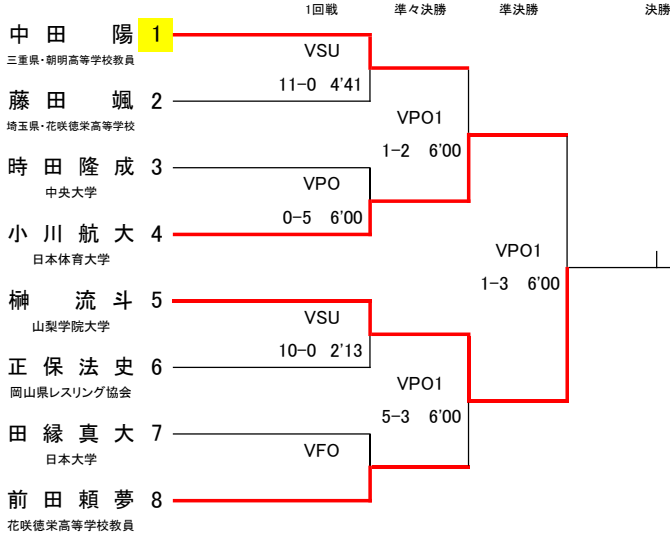 1回戦 準々決勝 準決勝 決勝
中田 陽 1
三重県・朝明高等学校教員
VSU
11-0 4'41
藤田 颯 2
埼玉県・花咲徳栄高等学校
VPO1
1-2 6'00
時田隆成 3
中央大学
VPO
0-5 6'00
小川航大 4
日本体育大学
VPO1
1-3 6'00
榊 流斗 5
山梨学院大学
VSU
10-0 2'13
正保法史 6
岡山県レスリング協会
VPO1
5-3 6'00
田縁真大 7
日本大学
VFO
前田頼夢 8
花咲徳栄高等学校教員